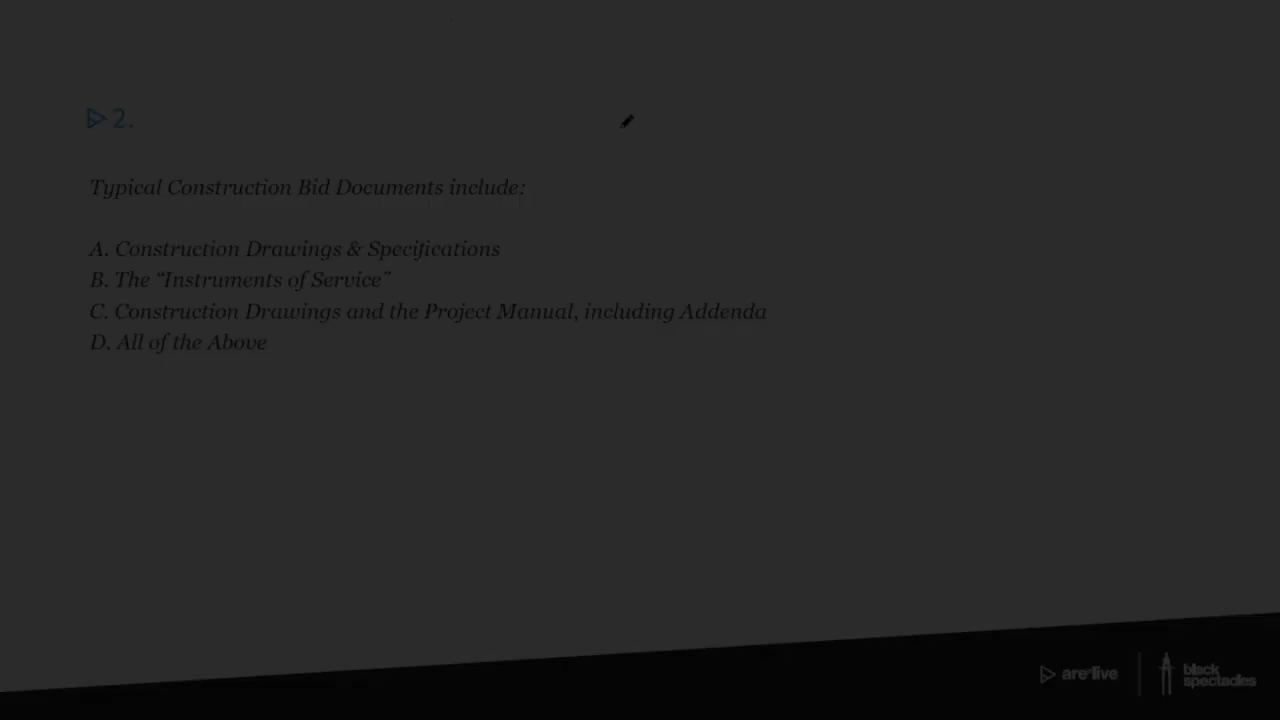 2.
Typical Construction Bid Documents include:
A. Construction Drawings & Specifications
B. The “Instruments of Service”
C. Construction Drawings and the Project Manual, including Addenda
D. All of the Above
are live
black
spectacles